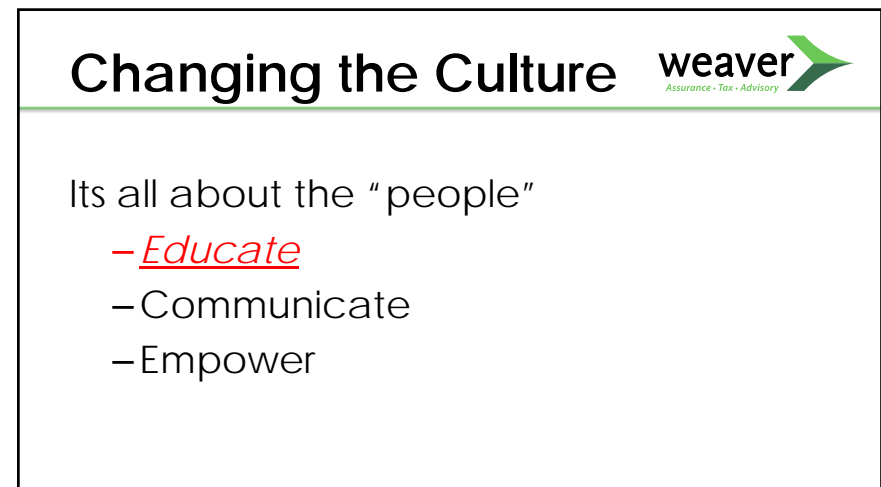 Changing the Culture
weaver
Assurance • Tax • Advisory
Its all about the “people”
– Educate
– Communicate
– Empower